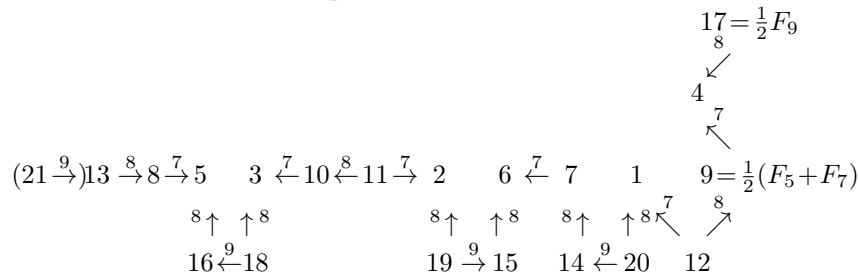 17 = ½F₉
8
4
7
(21 →⁹)13 →⁸ 8 →⁷ 5 3 ←⁷ 10 ←⁸ 11 →⁷ 2 6 ←⁷ 7 1 9 = ½(F₅+F₇)
8↑ ↑8 8↑ ↑8 8↑ ↑8 ↖7 8↗
16 ←⁹ 18 19 →⁹ 15 14 ←⁹ 20 12